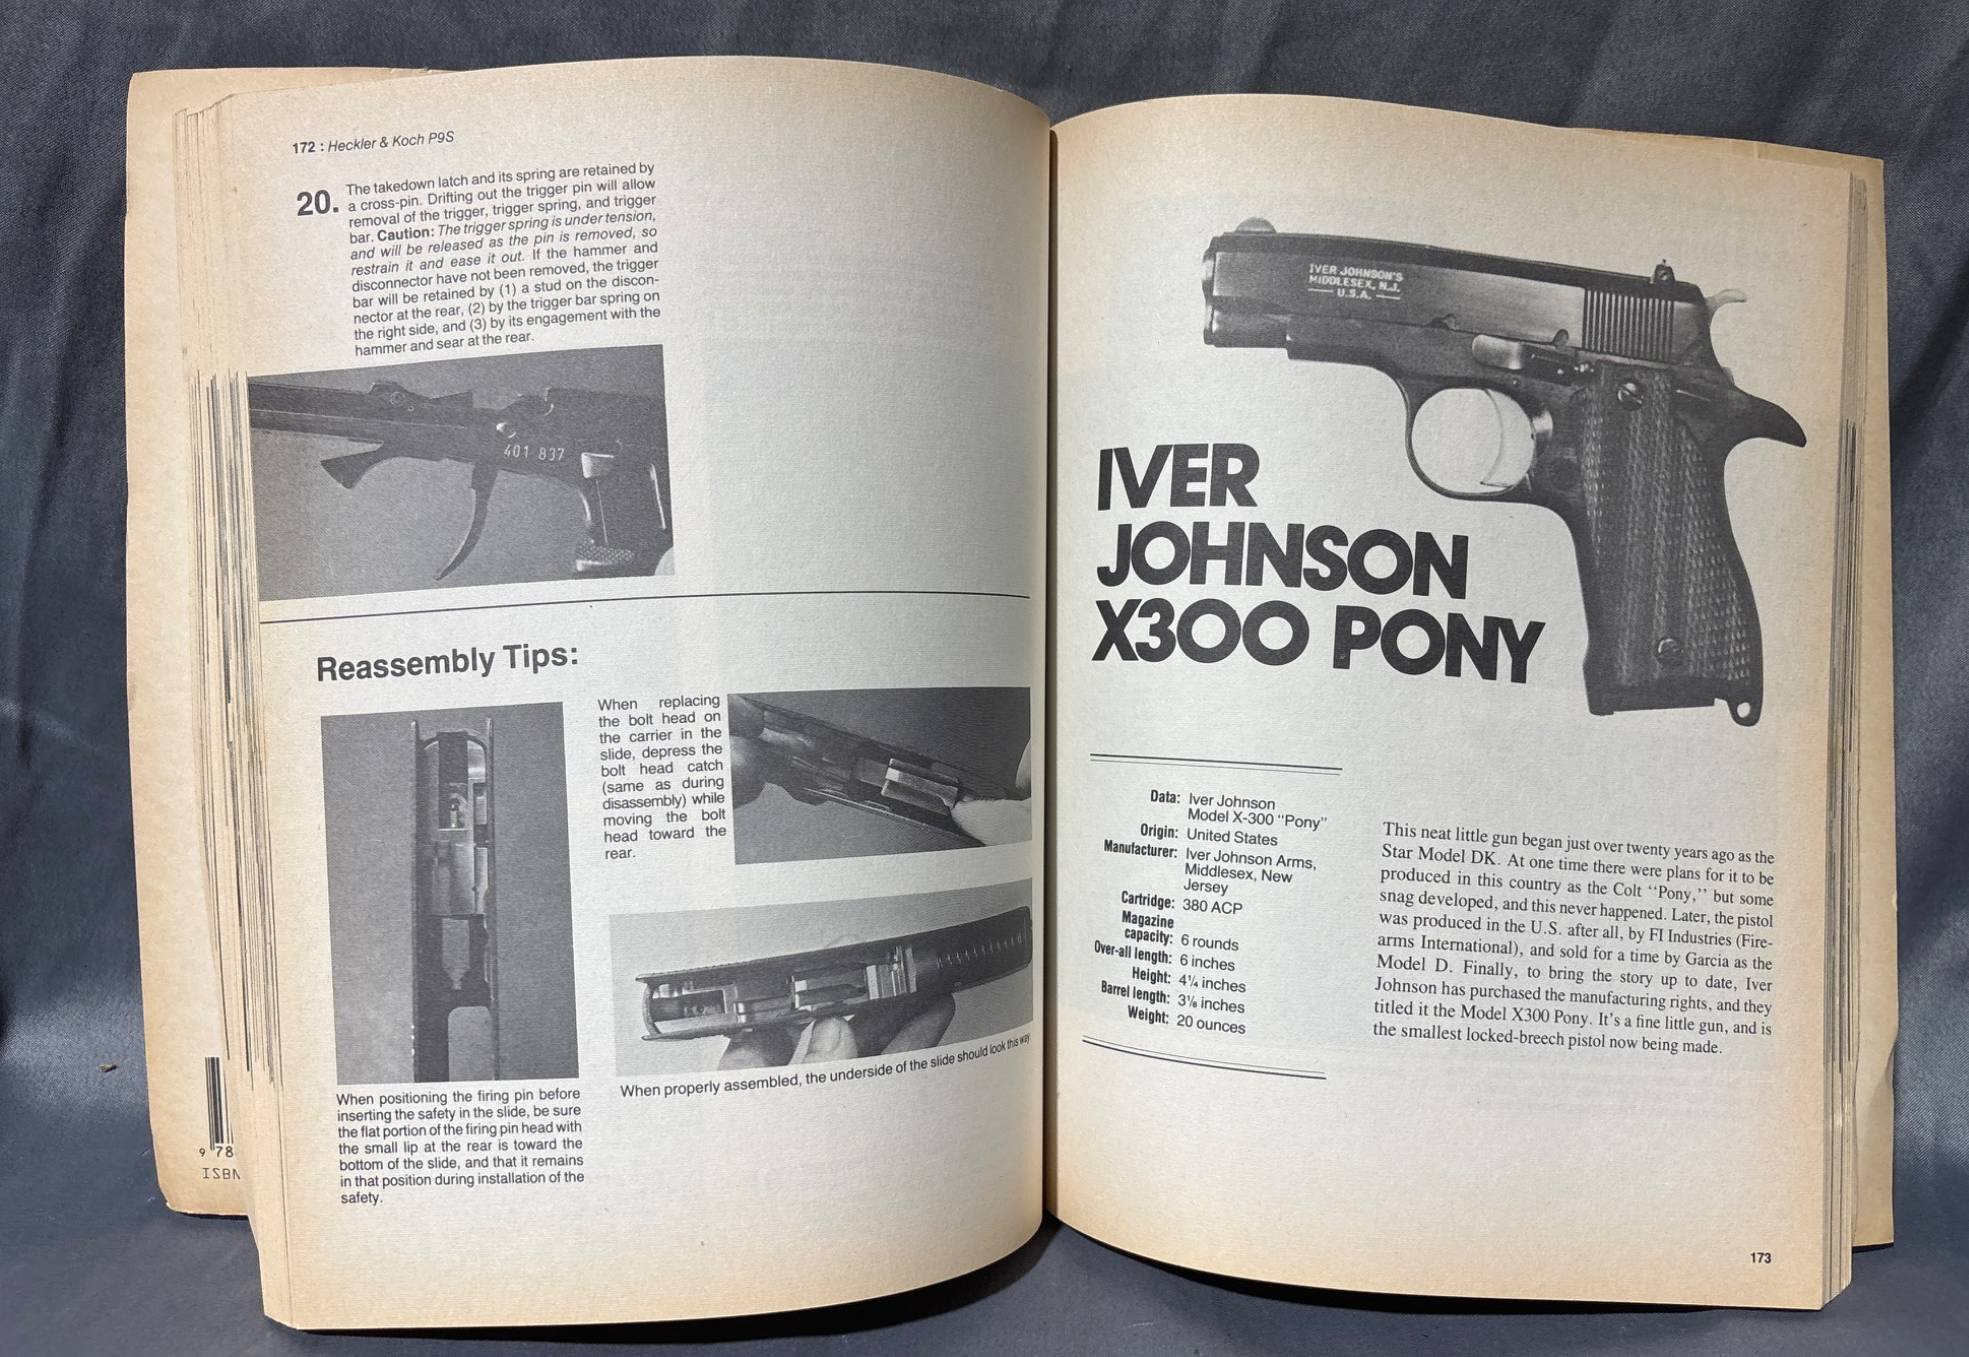 172 : Heckler & Koch P9S
20.
The takedown latch and its spring are retained by
a cross-pin. Drifting out the trigger pin will allow
removal of the trigger, trigger spring, and trigger
bar. Caution: The trigger spring is under tension,
and will be released as the pin is removed, so
restrain it and ease it out. If the hammer and
disconnector have not been removed, the trigger
bar will be retained by (1) a stud on the discon-
nector at the rear, (2) by the trigger bar spring on
the right side, and (3) by its engagement with the
hammer and sear at the rear.
401 837
Reassembly Tips:
When replacing
the bolt head on
the carrier in the
slide, depress the
bolt head catch
(same as during
disassembly) while
moving the bolt
head toward the
rear.
When positioning the firing pin before
inserting the safety in the slide, be sure
the flat portion of the firing pin head with
the small lip at the rear is toward the
bottom of the slide, and that it remains
in that position during installation of the
safety.
When properly assembled, the underside of the slide should look this way.
9 78
ISBN
IVER JOHNSON'S
MIDDLESEX, N.J.
U.S.A.
IVER
JOHNSON
X300 PONY
Data: Iver Johnson
Model X-300 "Pony"
Origin: United States
Manufacturer: Iver Johnson Arms,
Middlesex, New
Jersey
Cartridge: 380 ACP
Magazine
capacity: 6 rounds
Over-all length: 6 inches
Height: 4¼ inches
Barrel length: 3⅛ inches
Weight: 20 ounces
This neat little gun began just over twenty years ago as the
Star Model DK. At one time there were plans for it to be
produced in this country as the Colt "Pony," but some
snag developed, and this never happened. Later, the pistol
was produced in the U.S. after all, by FI Industries (Fire-
arms International), and sold for a time by Garcia as the
Model D. Finally, to bring the story up to date, Iver
Johnson has purchased the manufacturing rights, and they
titled it the Model X300 Pony. It's a fine little gun, and is
the smallest locked-breech pistol now being made.
173